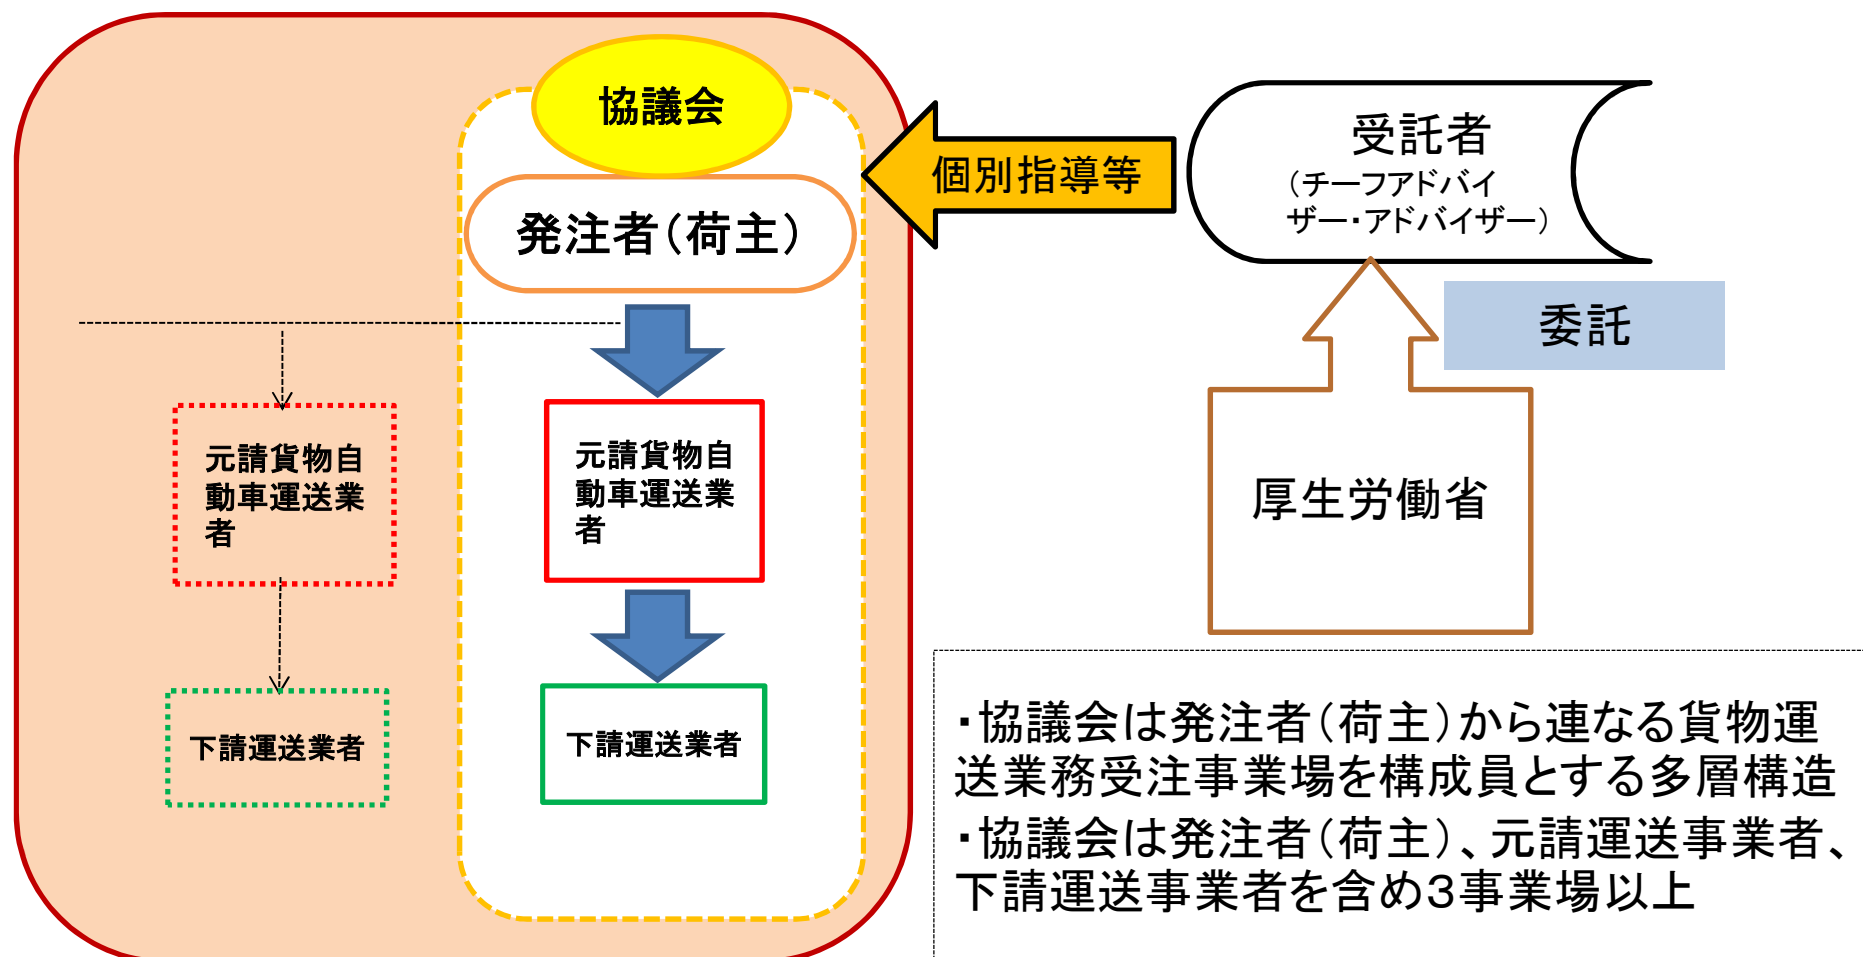 協議会
発注者（荷主）
個別指導等
受託者
（チーフアドバイ
ザー・アドバイザー）
委託
厚生労働省
元請貨物自
動車運送業
者
元請貨物自
動車運送業
者
下請運送業者
下請運送業者
・協議会は発注者（荷主）から連なる貨物運
送業務受注事業場を構成員とする多層構造
・協議会は発注者（荷主）、元請運送事業者、
下請運送事業者を含め３事業場以上